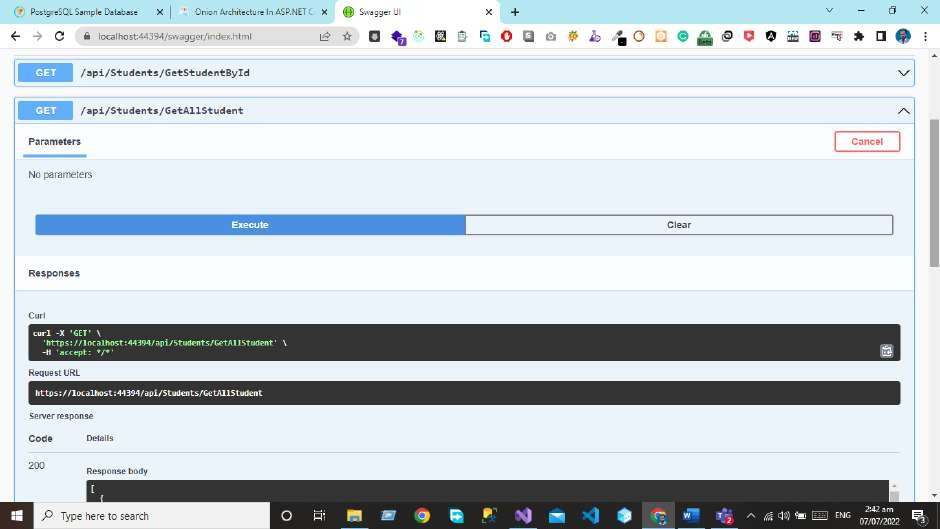 PostgreSQL Sample Database
Onion Architecture In ASP.NET C
Swagger UI
localhost:44394/swagger/index.html
GET /api/Students/GetStudentById
GET /api/Students/GetAllStudent
Parameters
Cancel
No parameters
Execute
Clear
Responses
Curl
curl -X 'GET' \
'https://localhost:44394/api/Students/GetAllStudent' \
-H 'accept: */*'
Request URL
https://localhost:44394/api/Students/GetAllStudent
Server response
Code Details
200
Response body
[
{
Type here to search
ENG
2:42 am
07/07/2022